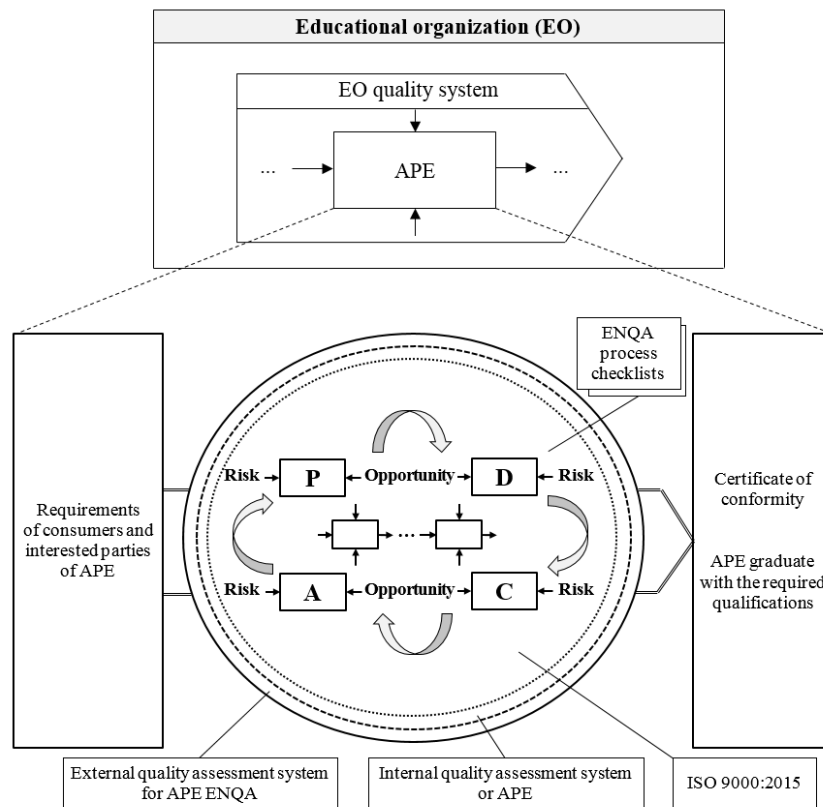 Educational organization (EO)
EO quality system
... APE ...
ENQA
process
checklists
Risk P Opportunity D Risk
...
Risk A Opportunity C Risk
Requirements
of consumers and
interested parties
of APE
Certificate of
conformity
APE graduate
with the required
qualifications
External quality assessment system
for APE ENQA
Internal quality assessment system
or APE
ISO 9000:2015